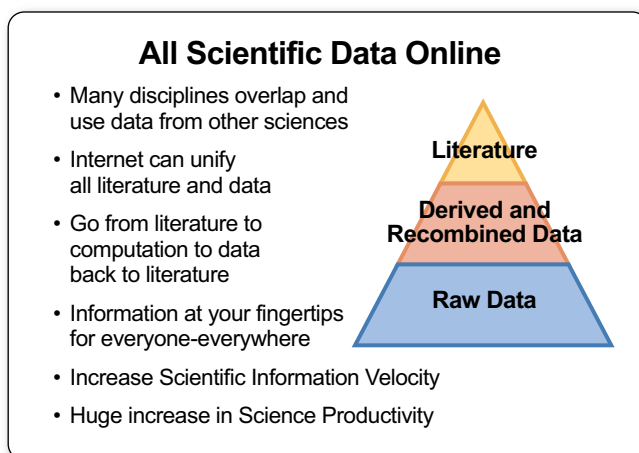 All Scientific Data Online
• Many disciplines overlap and
use data from other sciences
• Internet can unify
all literature and data
• Go from literature to
computation to data
back to literature
• Information at your fingertips
for everyone-everywhere
• Increase Scientific Information Velocity
• Huge increase in Science Productivity
Literature
Derived and
Recombined Data
Raw Data